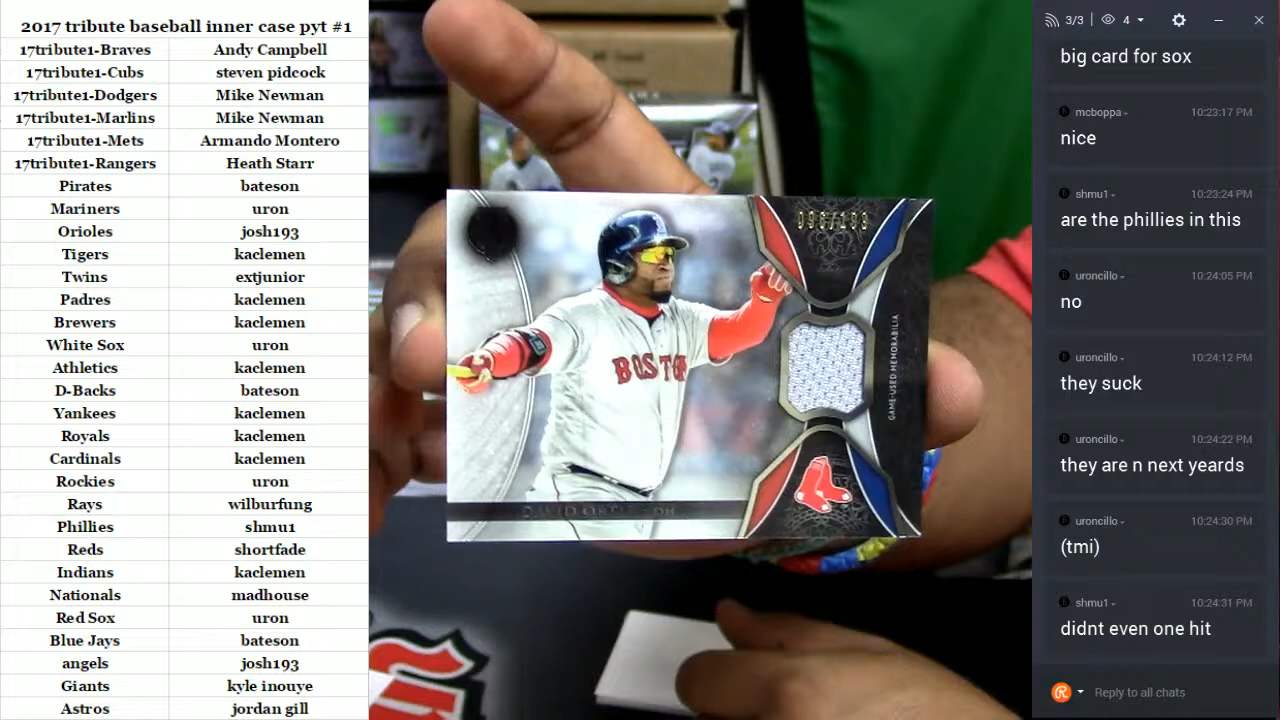 2017 tribute baseball inner case pyt #1
17tribute1-Braves Andy Campbell
17tribute1-Cubs steven pidcock
17tribute1-Dodgers Mike Newman
17tribute1-Marlins Mike Newman
17tribute1-Mets Armando Montero
17tribute1-Rangers Heath Starr
Pirates bateson
Mariners uron
Orioles josh193
Tigers kaclemen
Twins extjunior
Padres kaclemen
Brewers kaclemen
White Sox uron
Athletics kaclemen
D-Backs bateson
Yankees kaclemen
Royals kaclemen
Cardinals kaclemen
Rockies uron
Rays wilburfung
Phillies shmu1
Reds shortfade
Indians kaclemen
Nationals madhouse
Red Sox uron
Blue Jays bateson
angels josh193
Giants kyle inouye
Astros jordan gill
BOSTON
GAME-USED MEMORABILIA
DAVID ORTIZ - DH
3/3 4
big card for sox
mcboppa 10:23:17 PM
nice
shmu1 10:23:24 PM
are the phillies in this
uroncillo 10:24:05 PM
no
uroncillo 10:24:12 PM
they suck
uroncillo 10:24:22 PM
they are n next yeards
uroncillo 10:24:30 PM
(tmi)
shmu1 10:24:31 PM
didnt even one hit
Reply to all chats